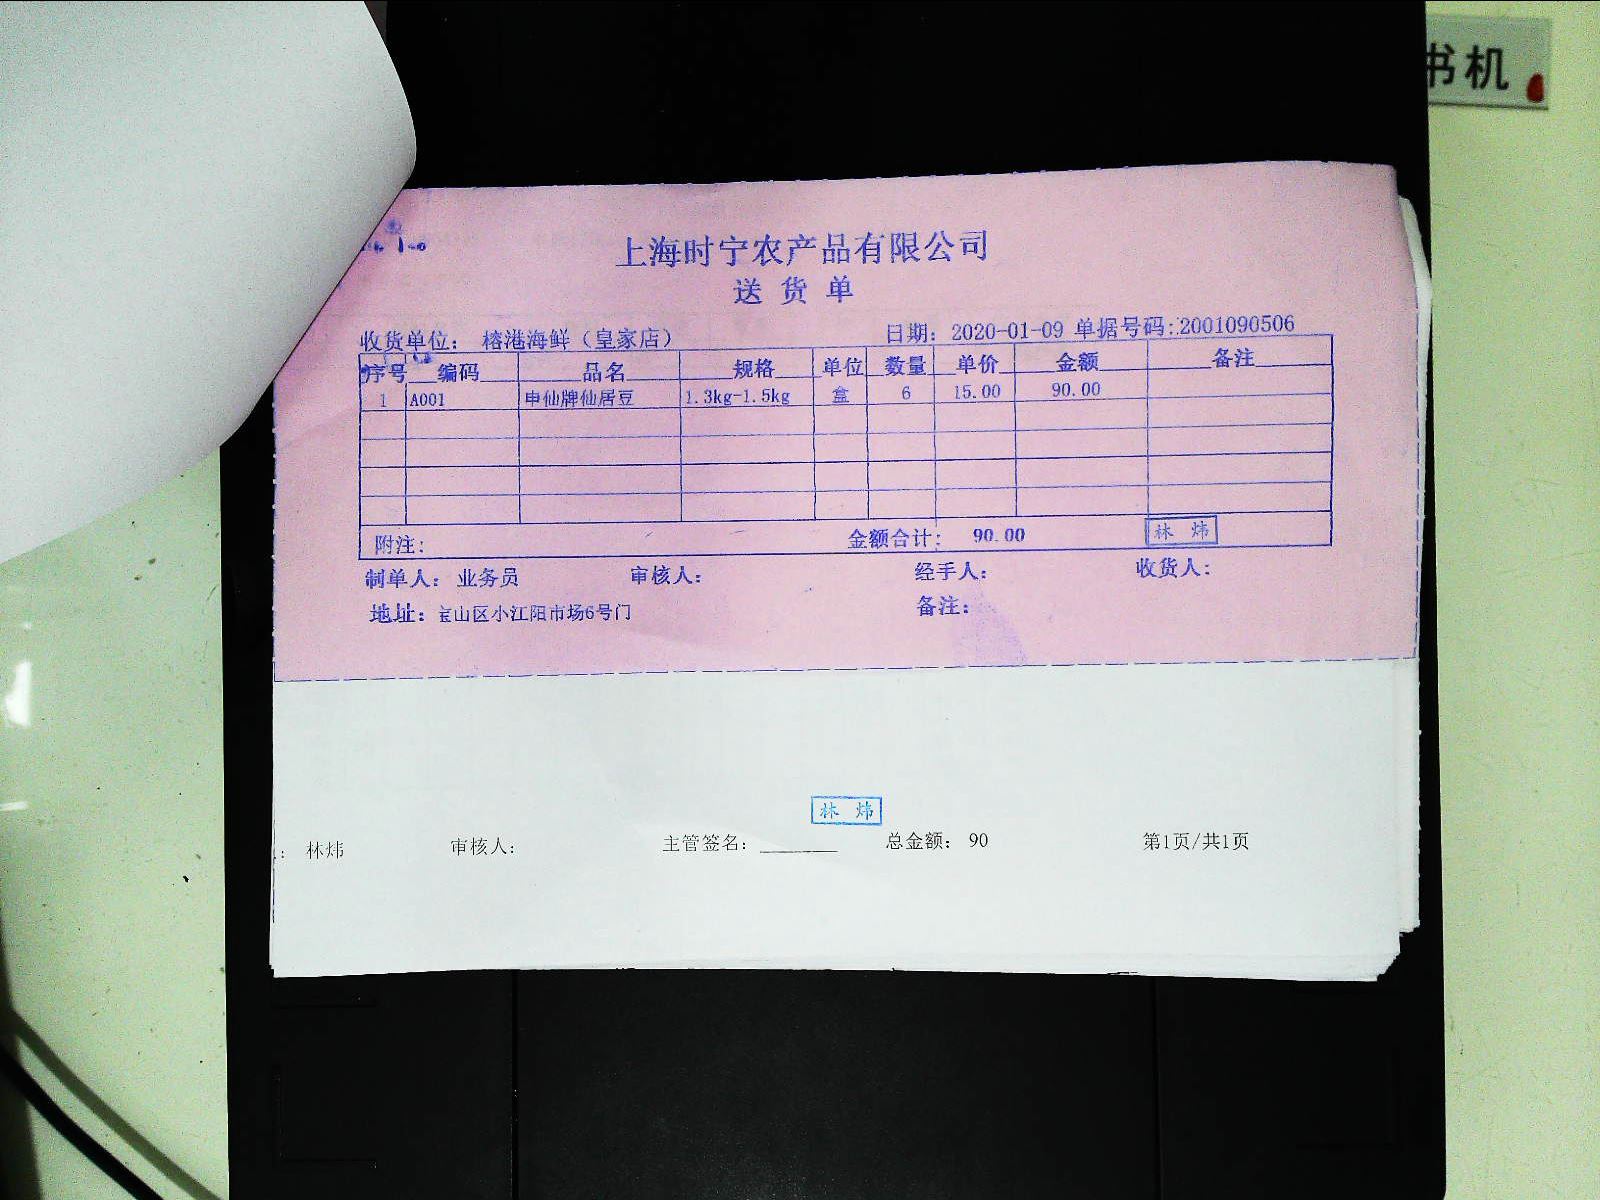 书机
上海时宁农产品有限公司
送货单
收货单位: 榕港海鲜（皇家店） 日期: 2020-01-09 单据号码:2001090506
序号 编码 品名 规格 单位 数量 单价 金额 备注
1 A001 申仙牌仙居豆 1.3kg-1.5kg 盒 6 15.00 90.00
附注: 金额合计: 90.00 林 炜
制单人: 业务员 审核人: 经手人: 收货人:
地址: 宝山区小江阳市场6号门 备注:
林 炜
: 林炜 审核人: 主管签名: ________ 总金额: 90 第1页/共1页